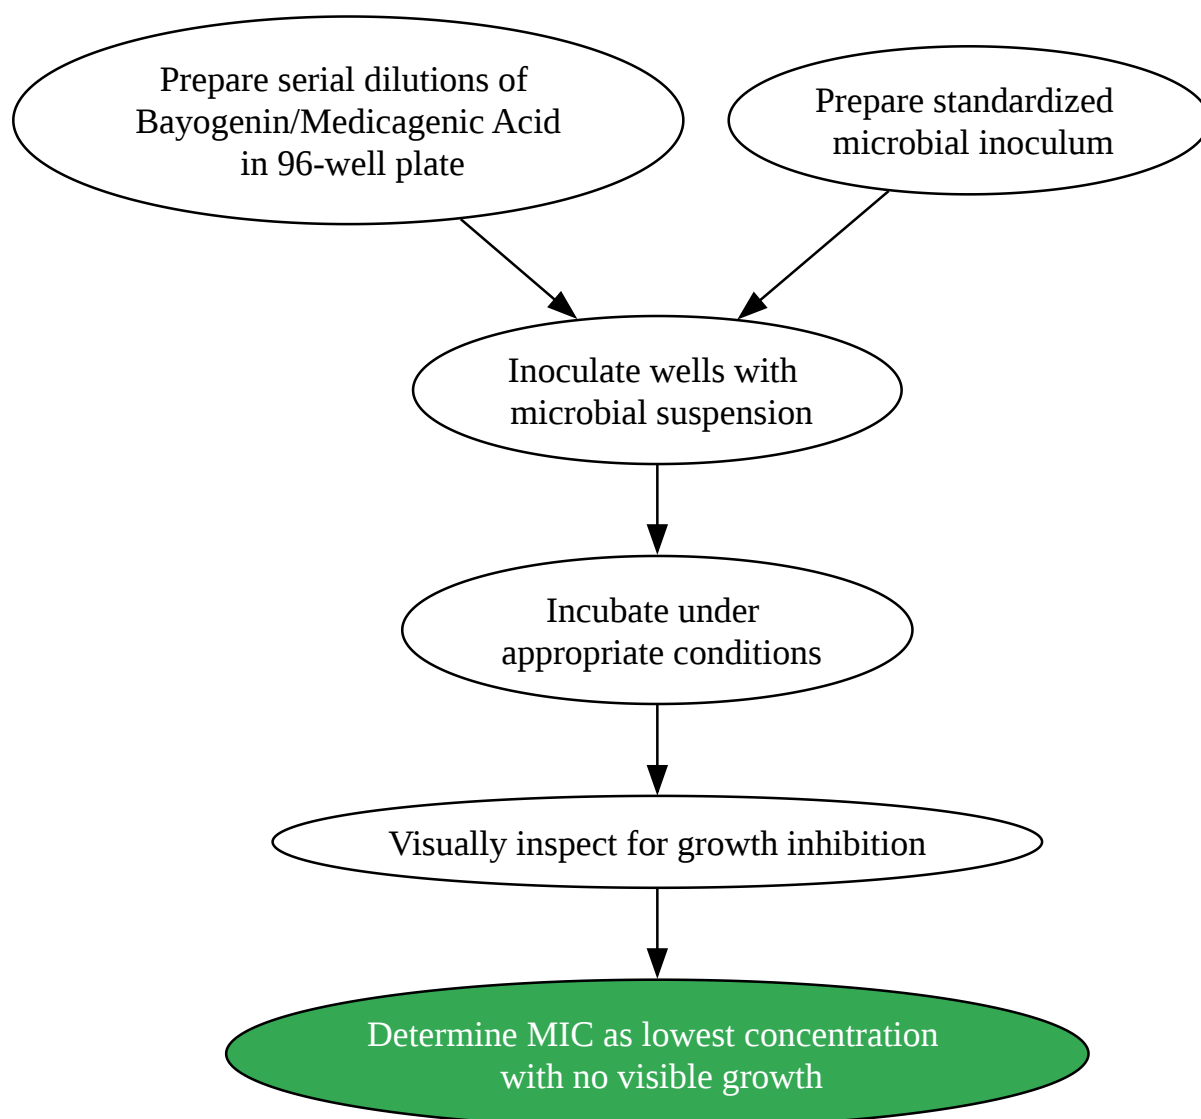 Prepare serial dilutions of
Bayogenin/Medicagenic Acid
in 96-well plate
Prepare standardized
microbial inoculum
Inoculate wells with
microbial suspension
Incubate under
appropriate conditions
Visually inspect for growth inhibition
Determine MIC as lowest concentration
with no visible growth